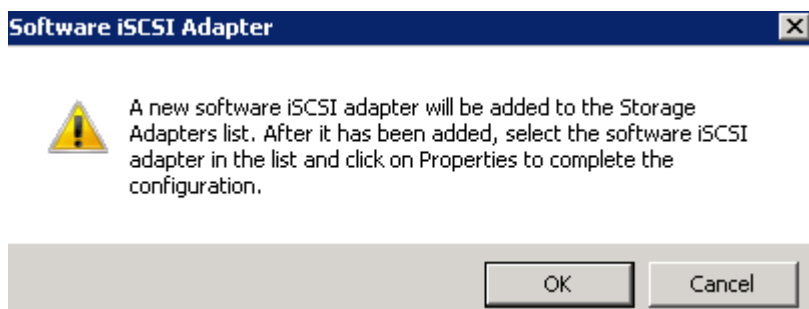 Software iSCSI Adapter
A new software iSCSI adapter will be added to the Storage
Adapters list. After it has been added, select the software iSCSI
adapter in the list and click on Properties to complete the
configuration.
OK Cancel